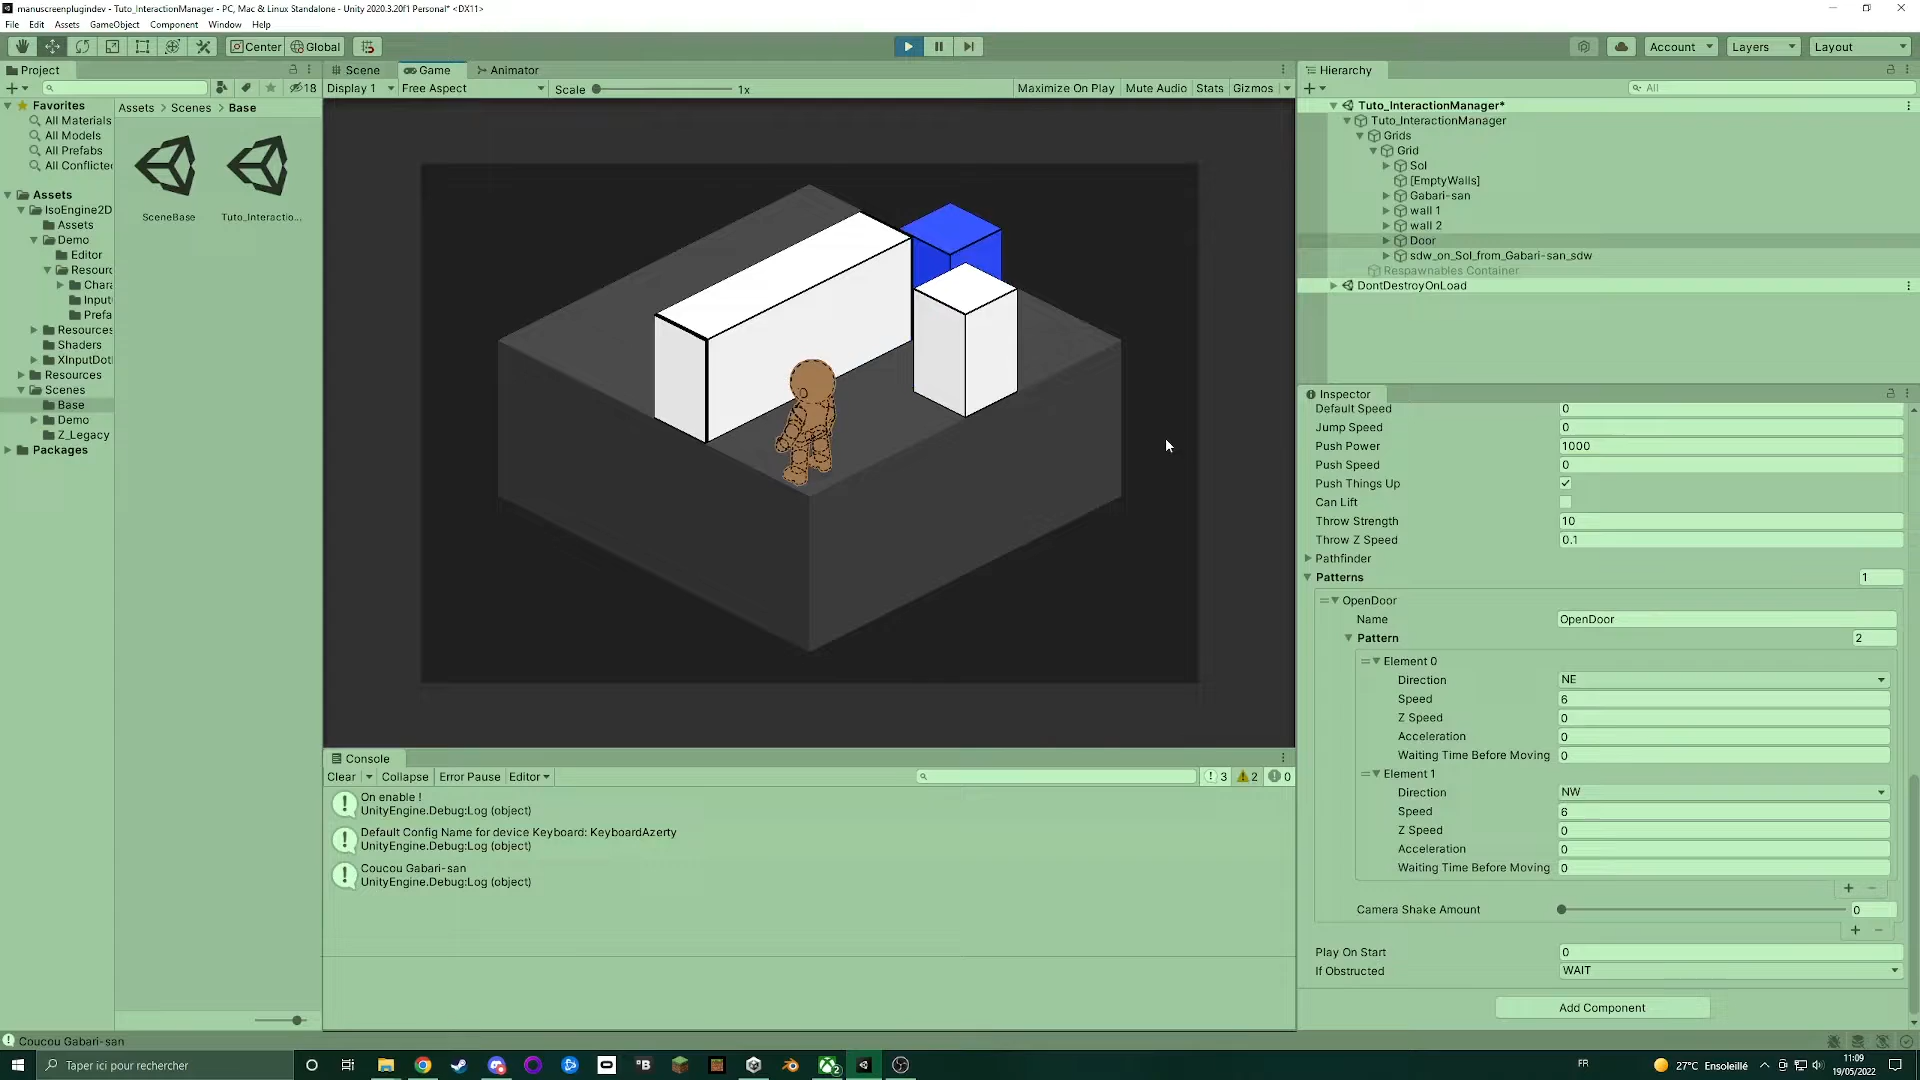 manuscreenplugindev - Tuto_InteractionManager - PC, Mac & Linux Standalone - Unity 2020.3.20f1 Personal* <DX11>
File Edit Assets GameObject Component Window Help
Center Global
Account Layers Layout
Project
18
Favorites
All Materials
All Models
All Prefabs
All Conflicte
Assets
IsoEngine2D
Assets
Demo
Editor
Resourc
Chara
Input
Prefa
Resources
Shaders
XInputDot
Resources
Scenes
Base
Demo
Z_Legacy
Packages
Assets > Scenes > Base
SceneBase
Tuto_Interactio...
Scene Game Animator
Display 1 Free Aspect Scale 1x Maximize On Play Mute Audio Stats Gizmos
Console
Clear Collapse Error Pause Editor 3 2 0
On enable !
UnityEngine.Debug:Log (object)
Default Config Name for device Keyboard: KeyboardAzerty
UnityEngine.Debug:Log (object)
Coucou Gabari-san
UnityEngine.Debug:Log (object)
Hierarchy
All
Tuto_InteractionManager*
Tuto_InteractionManager
Grids
Grid
Sol
[EmptyWalls]
Gabari-san
wall 1
wall 2
Door
sdw_on_Sol_from_Gabari-san_sdw
Respawnables Container
DontDestroyOnLoad
Inspector
Default Speed 0
Jump Speed 0
Push Power 1000
Push Speed 0
Push Things Up
Can Lift
Throw Strength 10
Throw Z Speed 0.1
Pathfinder
Patterns 1
OpenDoor
Name OpenDoor
Pattern 2
Element 0
Direction NE
Speed 6
Z Speed 0
Acceleration 0
Waiting Time Before Moving 0
Element 1
Direction NW
Speed 6
Z Speed 0
Acceleration 0
Waiting Time Before Moving 0
Camera Shake Amount 0
Play On Start 0
If Obstructed WAIT
Add Component
Coucou Gabari-san
Taper ici pour rechercher
FR
27°C Ensoleillé
11:09
19/05/2022